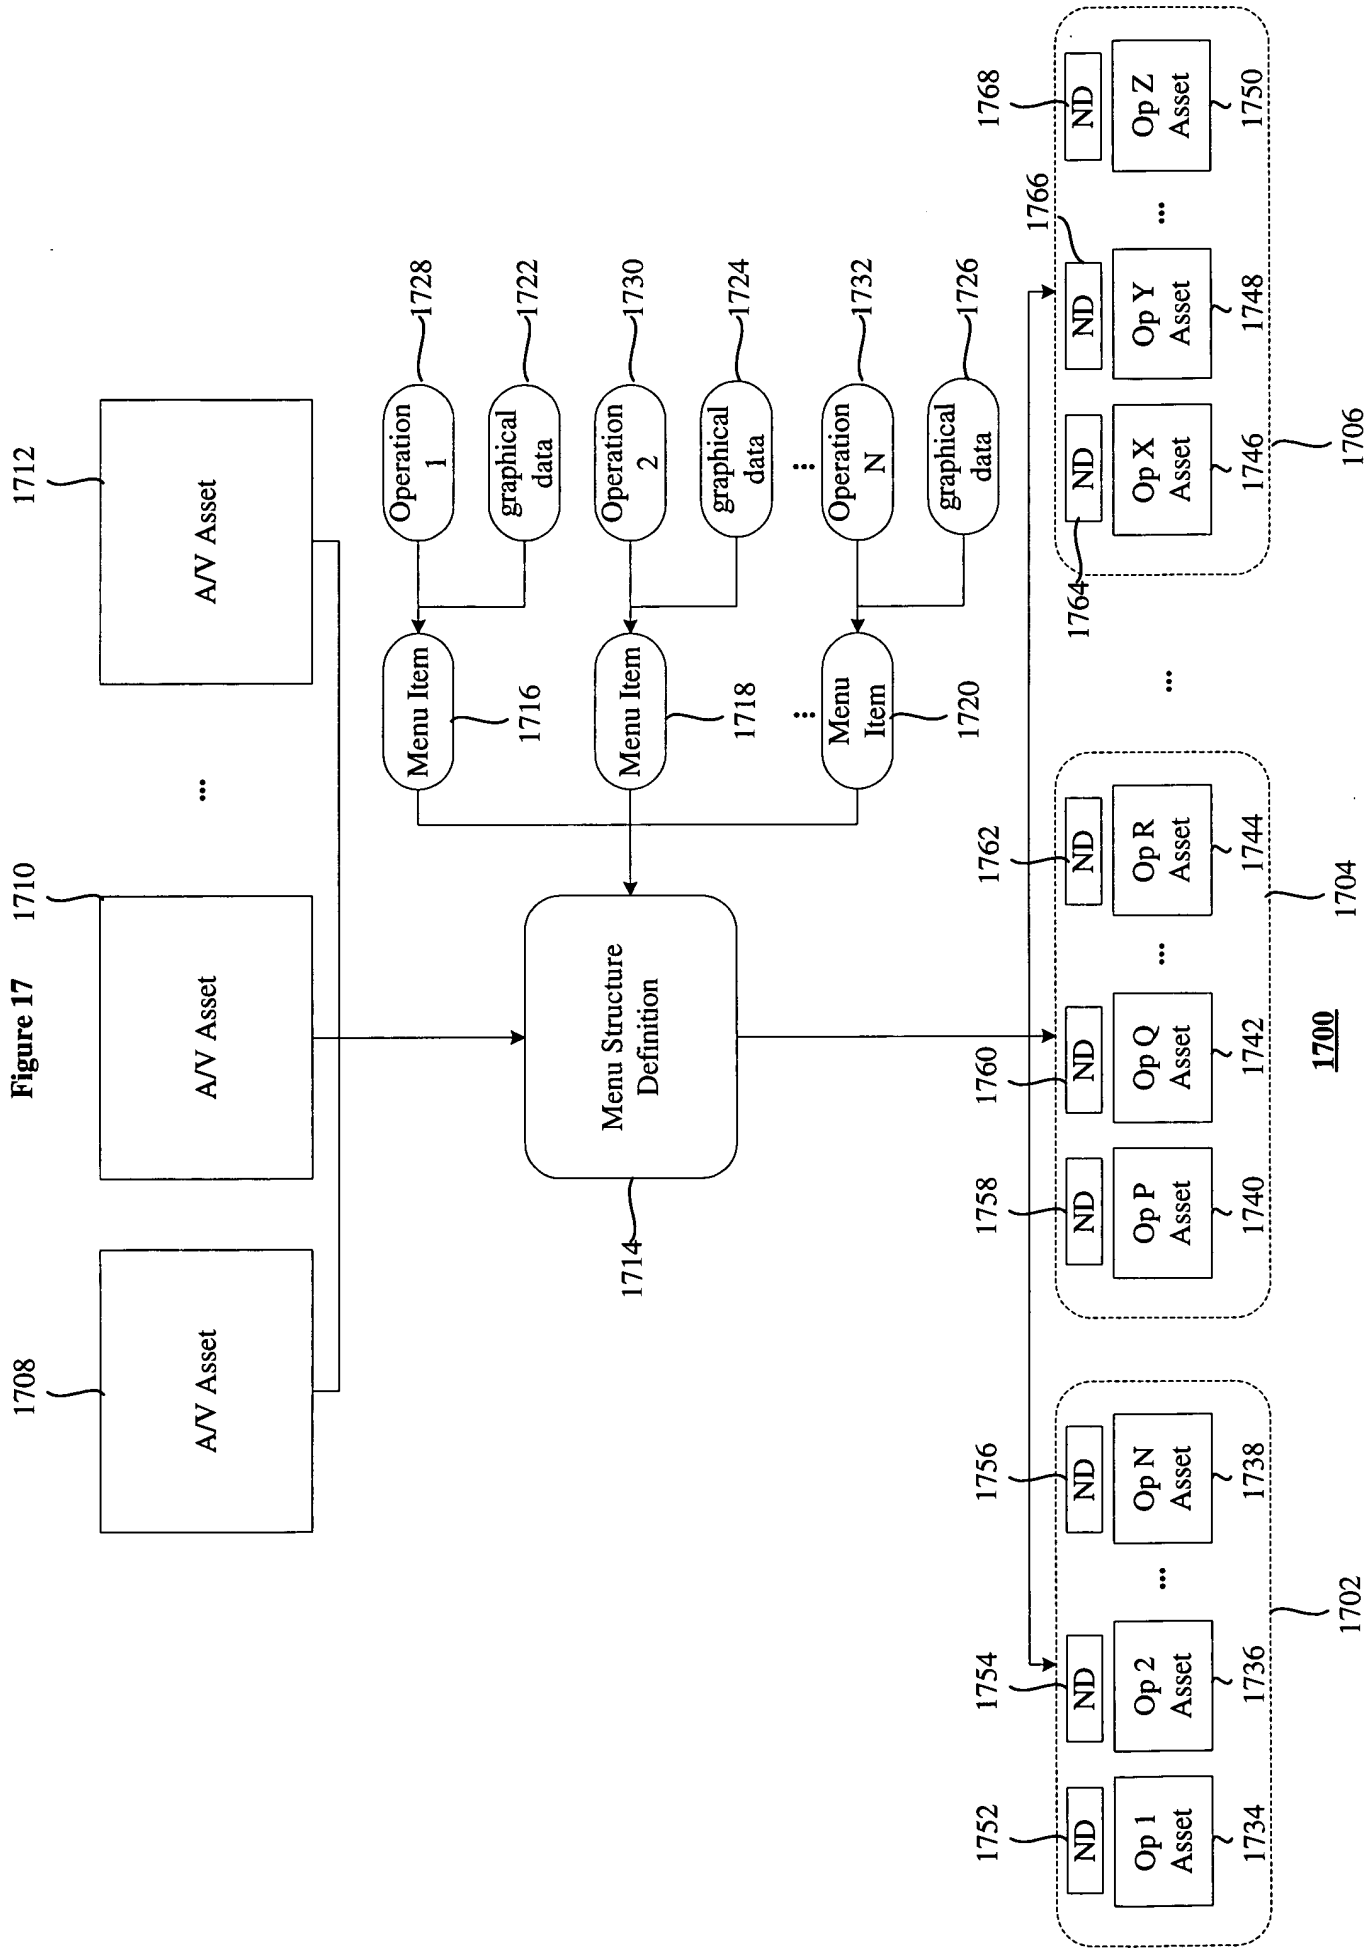 Figure 17
1708
1710
1712
A/V Asset
A/V Asset
...
A/V Asset
1714
Menu Structure
Definition
Menu Item
1716
Operation
1
1728
graphical
data
1722
Menu Item
1718
Operation
2
1730
graphical
data
1724
...
...
Menu
Item
1720
Operation
N
1732
graphical
data
1726
1752
1754
1756
ND
ND
ND
Op 1
Asset
Op 2
Asset
...
Op N
Asset
1734
1736
1738
1702
1758
1760
1762
ND
ND
ND
Op P
Asset
Op Q
Asset
...
Op R
Asset
1740
1742
1744
1704
...
1764
1766
1768
ND
ND
ND
Op X
Asset
Op Y
Asset
...
Op Z
Asset
1746
1748
1750
1706
1700